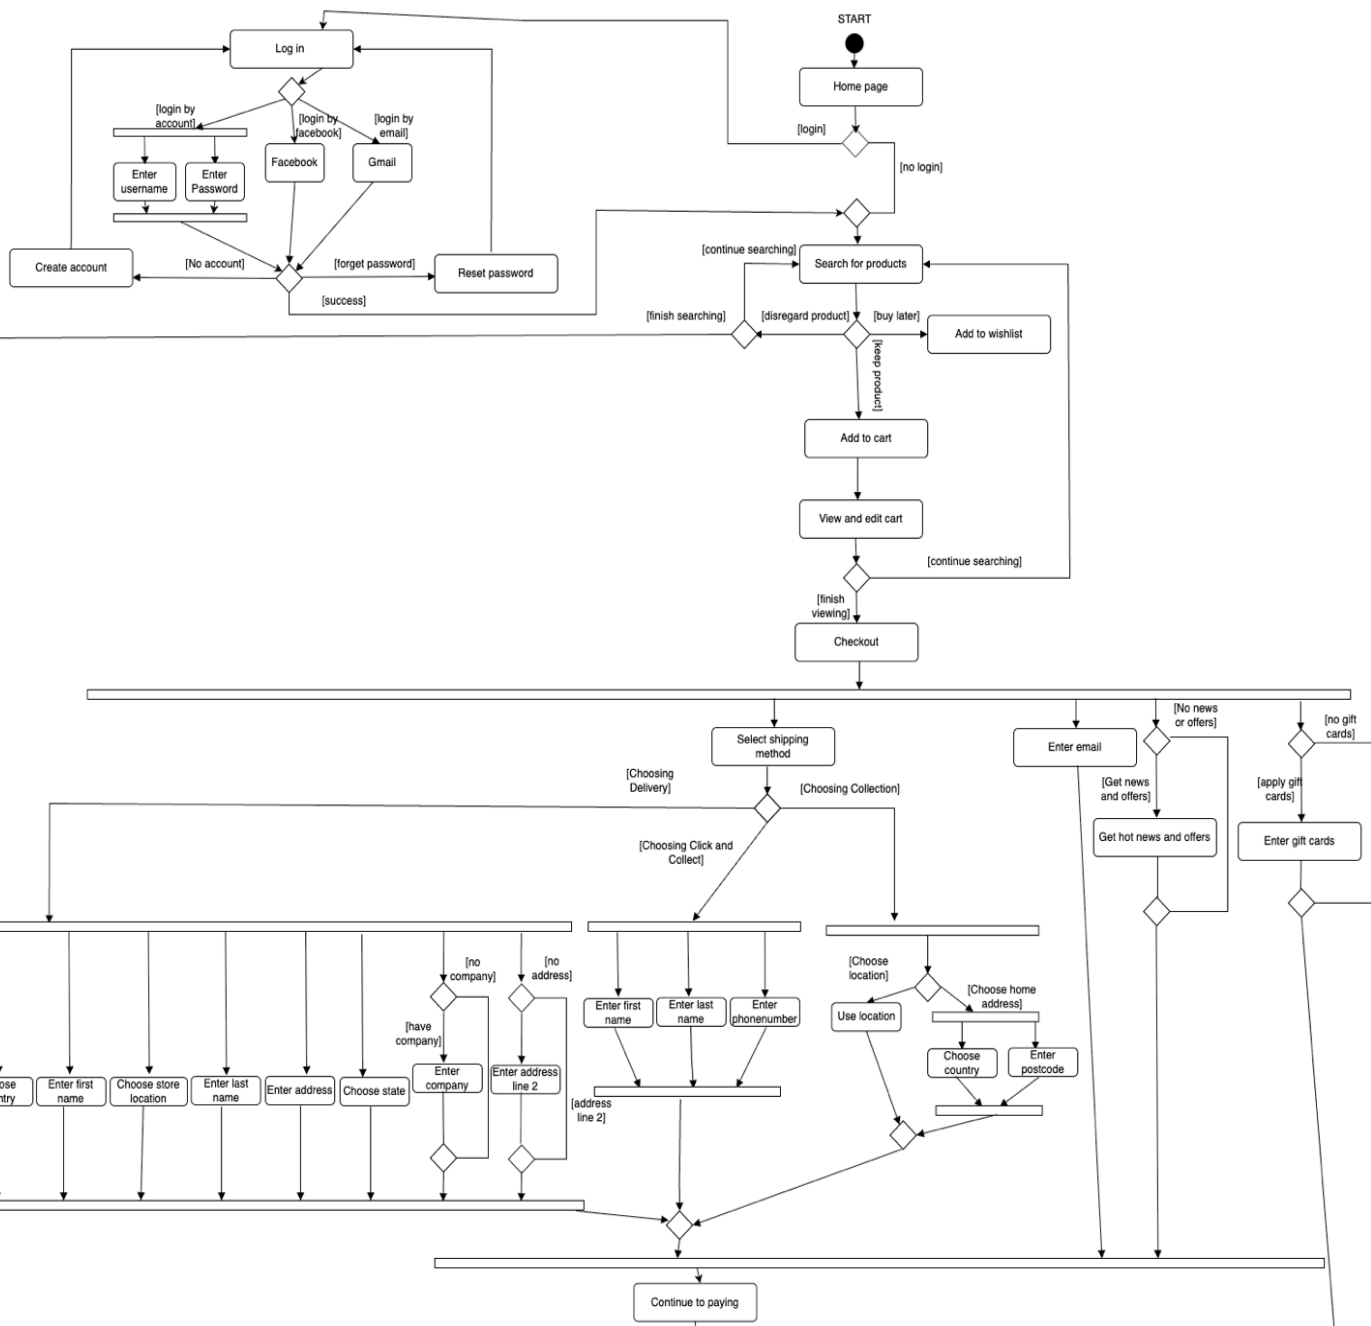 START
Log in
Home page
[login by
account]
[login by
facebook]
[login by
email]
[login]
[no login]
Enter
username
Enter
Password
Facebook
Gmail
Create account
[No account]
[forget password]
Reset password
[success]
[continue searching]
Search for products
[finish searching]
[disregard product]
[buy later]
Add to wishlist
[keep product]
Add to cart
View and edit cart
[continue searching]
[finish
viewing]
Checkout
Select shipping
method
Enter email
[No news
or offers]
[no gift
cards]
[Choosing
Delivery]
[Choosing Collection]
[Get news
and offers]
[apply gift
cards]
[Choosing Click and
Collect]
Get hot news and offers
Enter gift cards
[no
company]
[no
address]
[Choose
location]
[Choose home
address]
Enter first
name
Enter last
name
Enter
phonenumber
Use location
[have
company]
Choose
country
Enter
postcode
ose
ntry
Enter first
name
Choose store
location
Enter last
name
Enter address
Choose state
Enter
company
Enter address
line 2
[address
line 2]
Continue to paying